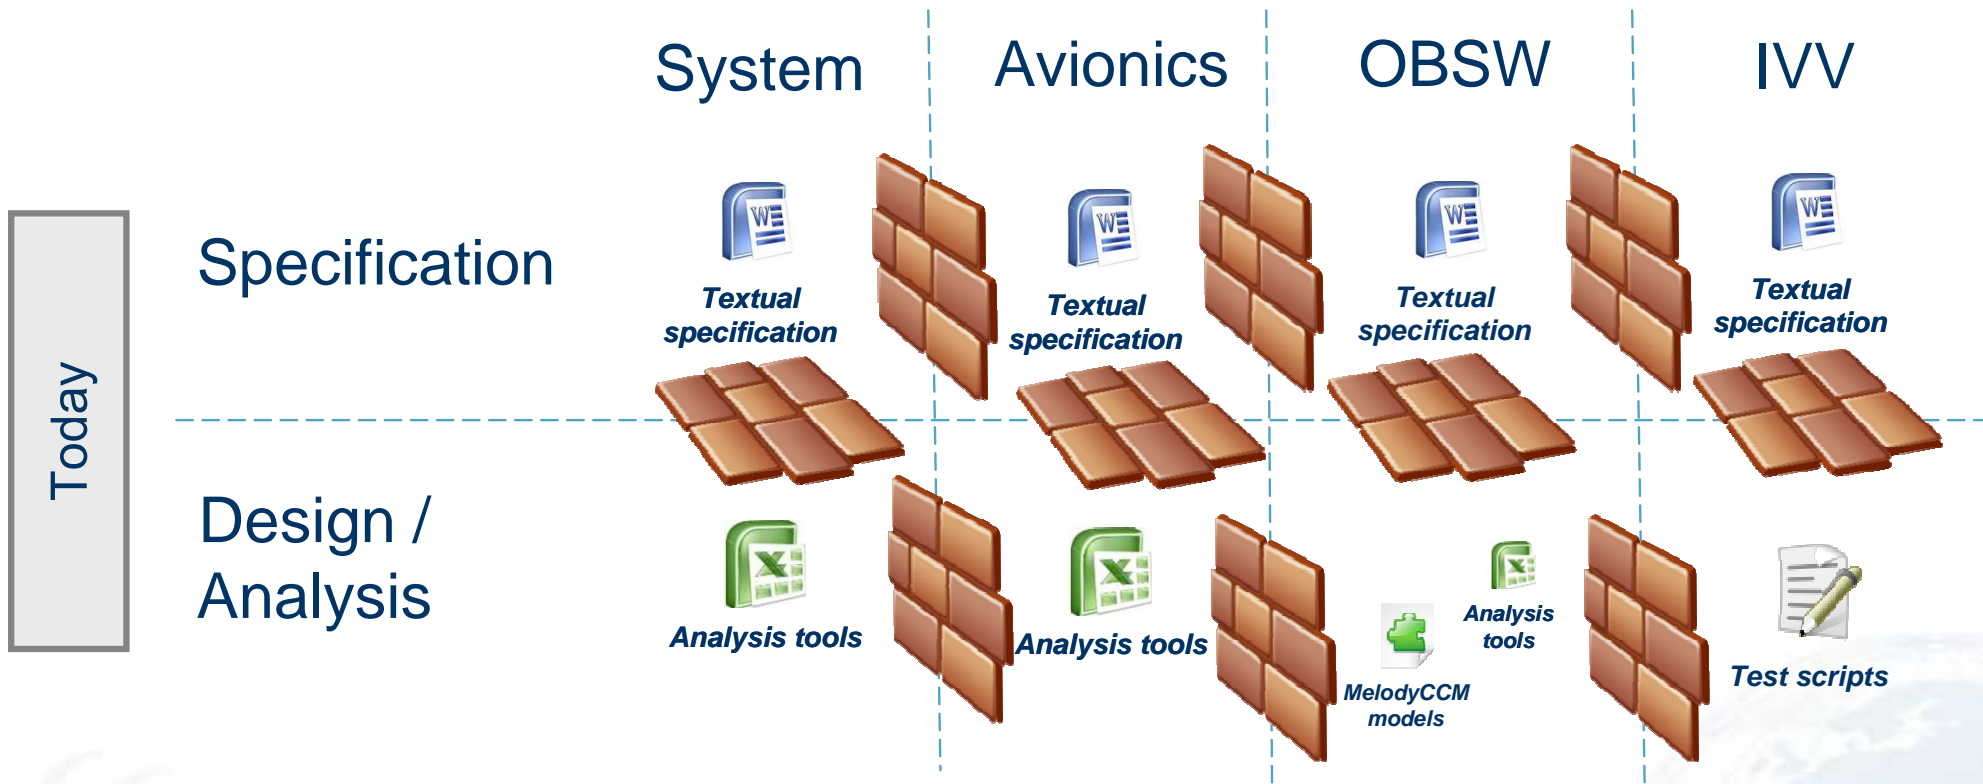 System
Avionics
OBSW
IVV
Today
Specification
Textual
specification
Textual
specification
Textual
specification
Textual
specification
Design /
Analysis
Analysis tools
Analysis tools
MelodyCCM
models
Analysis
tools
Test scripts